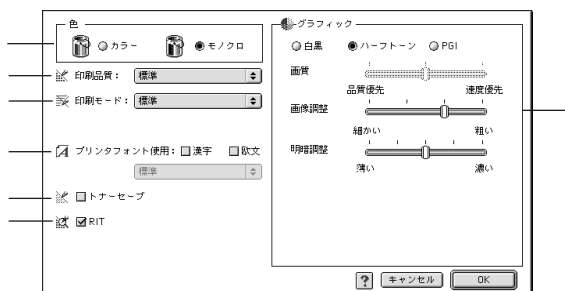 色
カラー モノクロ
印刷品質： 標準
印刷モード： 標準
プリンタフォント使用： 漢字 欧文
標準
トナーセーブ
RIT
グラフィック
白黒 ハーフトーン PGI
画質
品質優先 速度優先
画像調整
細かい 粗い
明暗調整
薄い 濃い
? キャンセル OK